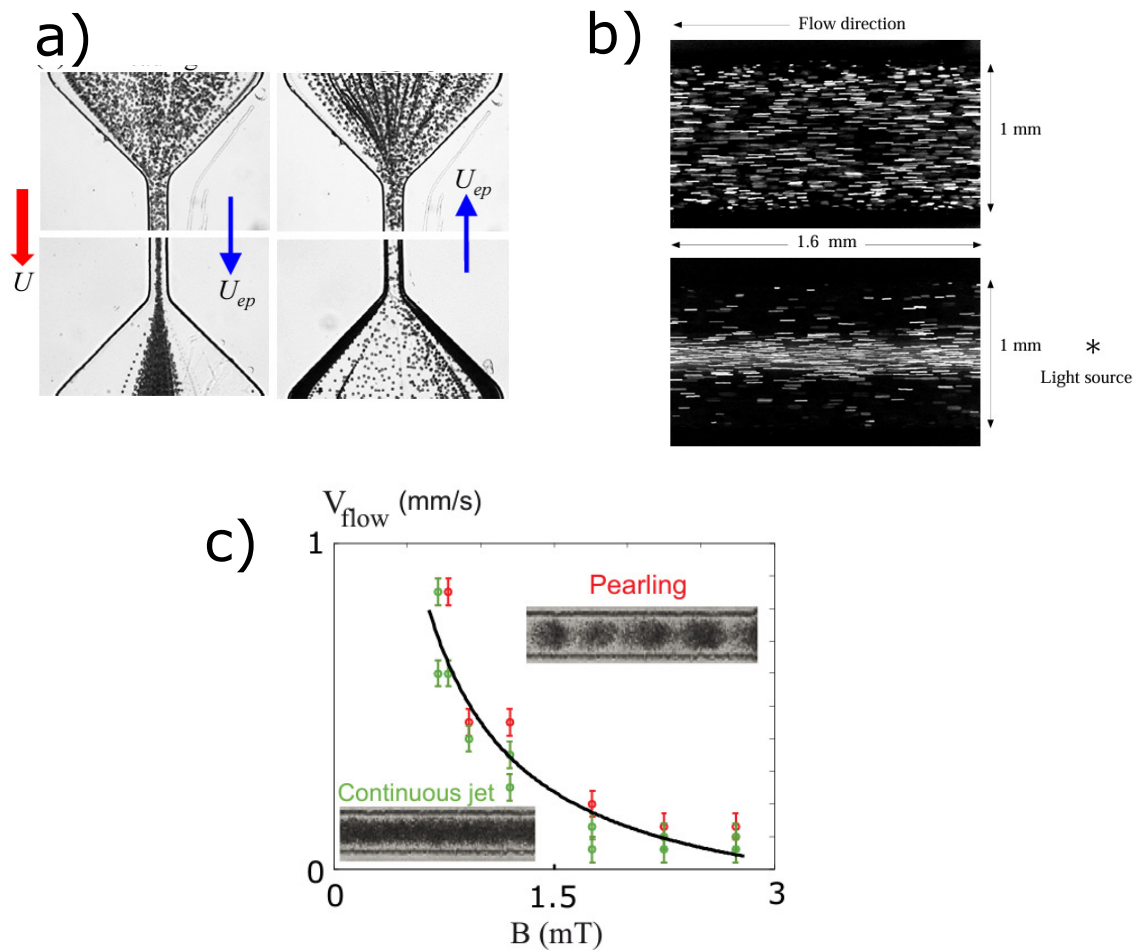 a)
U
U_ep
U_ep
b)
Flow direction
1 mm
1.6 mm
1 mm
*
Light source
c)
V_flow (mm/s)
1
Pearling
Continuous jet
0
0
1.5
3
B (mT)